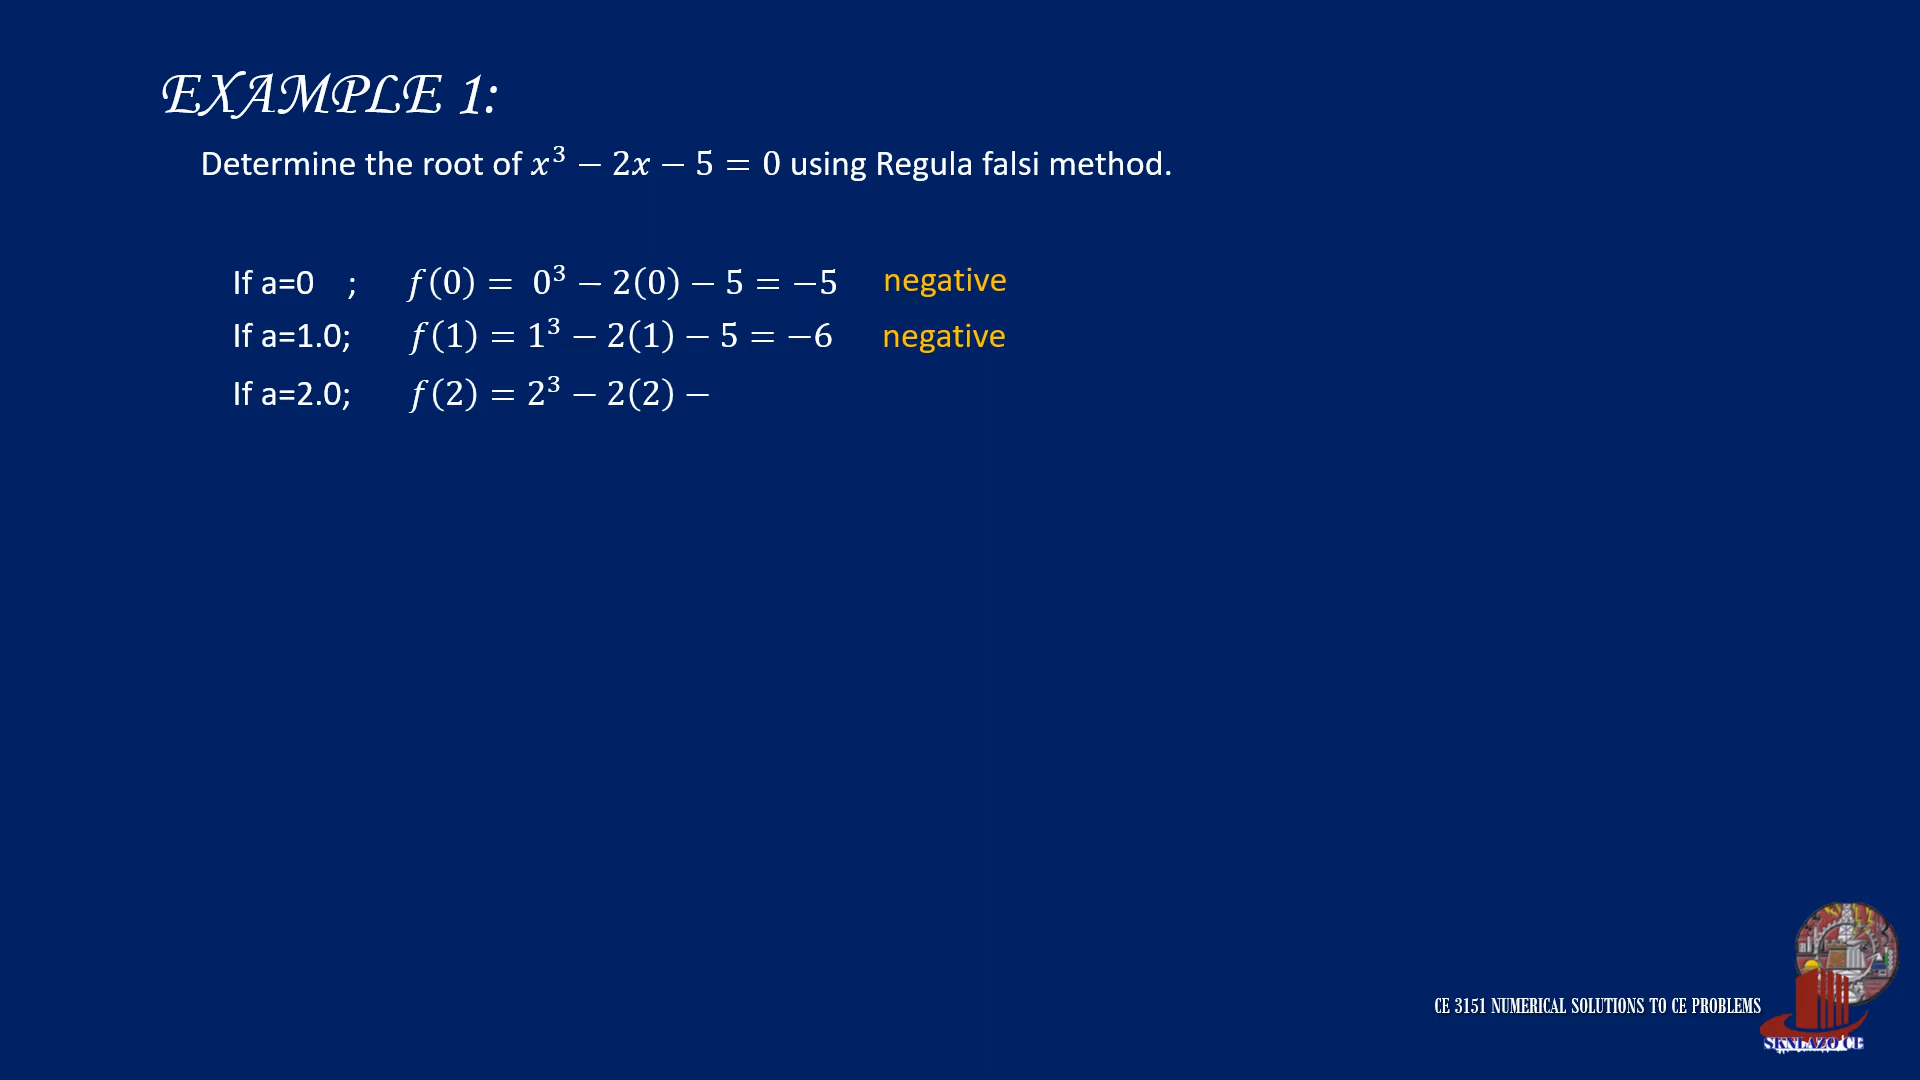 EXAMPLE 1:
Determine the root of x³ − 2x − 5 = 0 using Regula falsi method.
If a=0 ; f(0) = 0³ − 2(0) − 5 = −5 negative
If a=1.0; f(1) = 1³ − 2(1) − 5 = −6 negative
If a=2.0; f(2) = 2³ − 2(2) −
CE 3151 NUMERICAL SOLUTIONS TO CE PROBLEMS
SKNLAZO CE